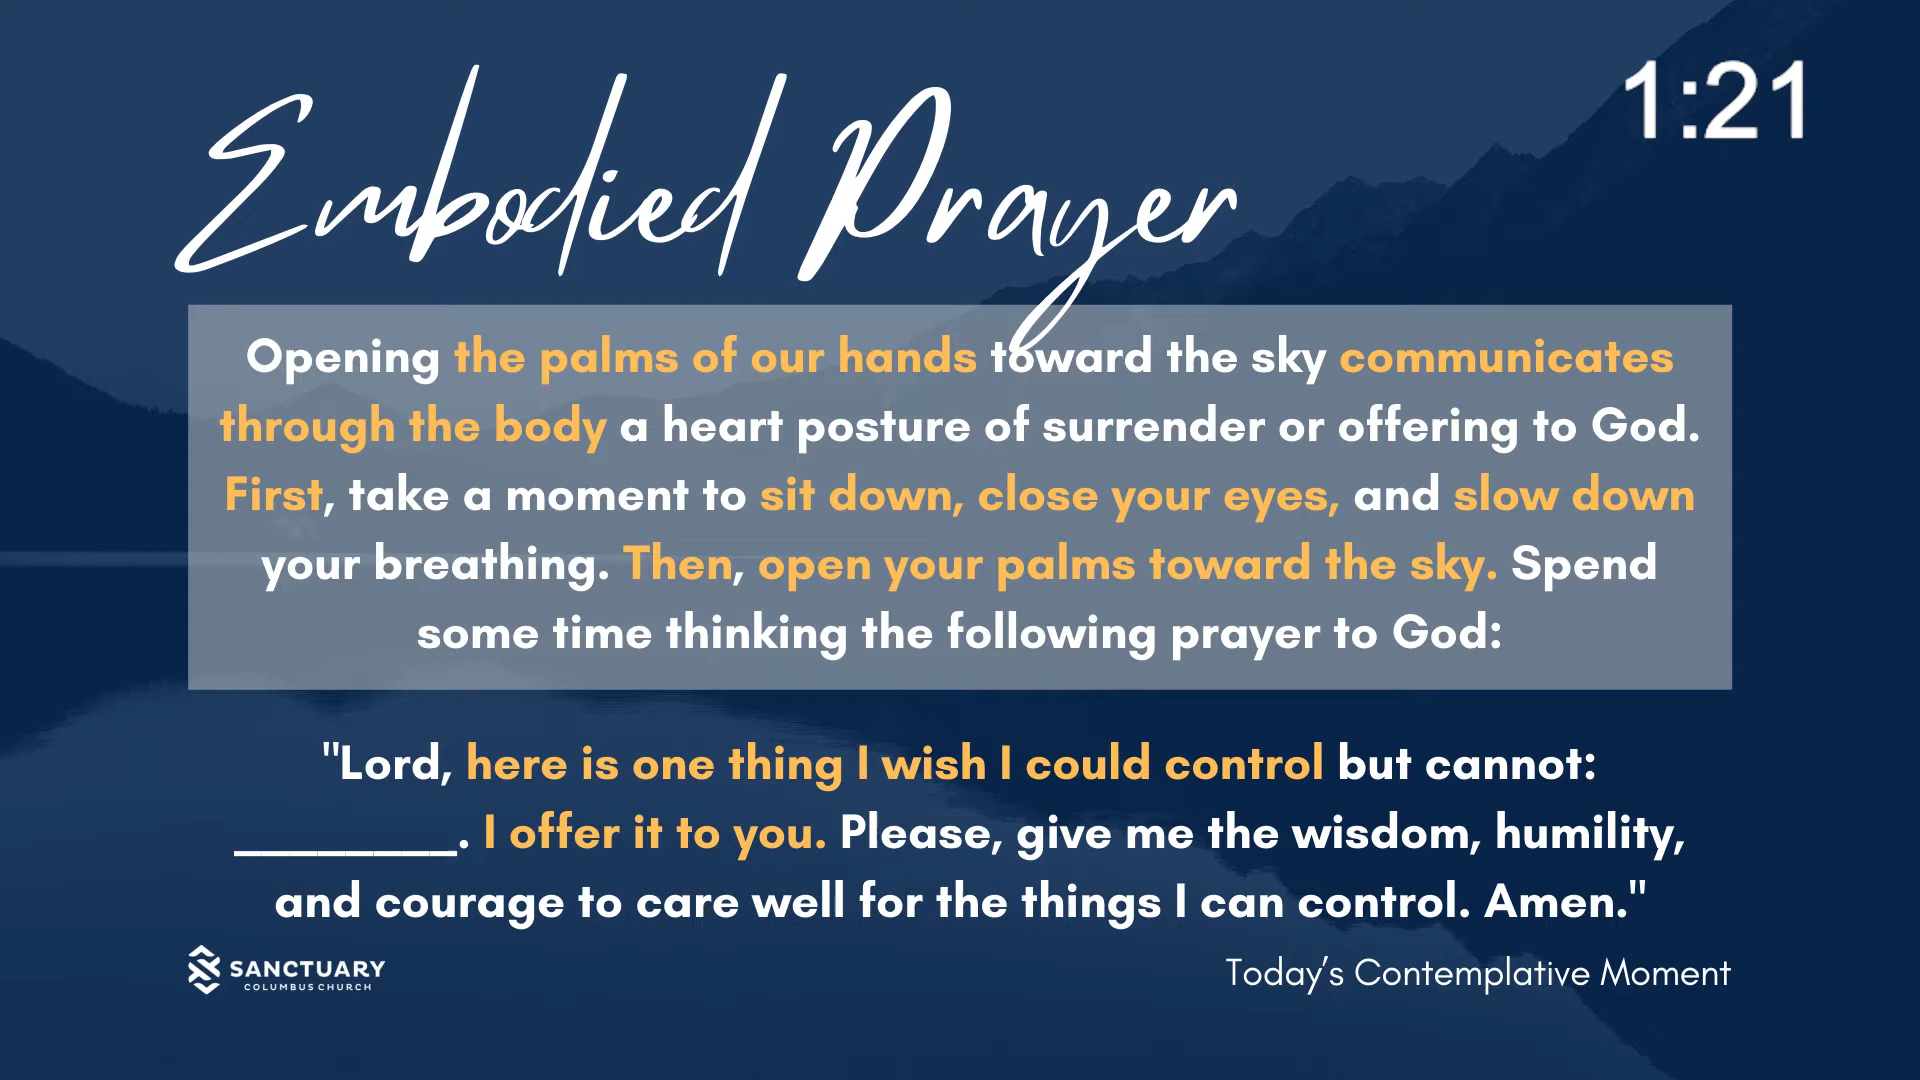 Embodied Prayer
1:21
Opening the palms of our hands toward the sky communicates
through the body a heart posture of surrender or offering to God.
First, take a moment to sit down, close your eyes, and slow down
your breathing. Then, open your palms toward the sky. Spend
some time thinking the following prayer to God:
"Lord, here is one thing I wish I could control but cannot:
________. I offer it to you. Please, give me the wisdom, humility,
and courage to care well for the things I can control. Amen."
SANCTUARY
COLUMBUS CHURCH
Today's Contemplative Moment